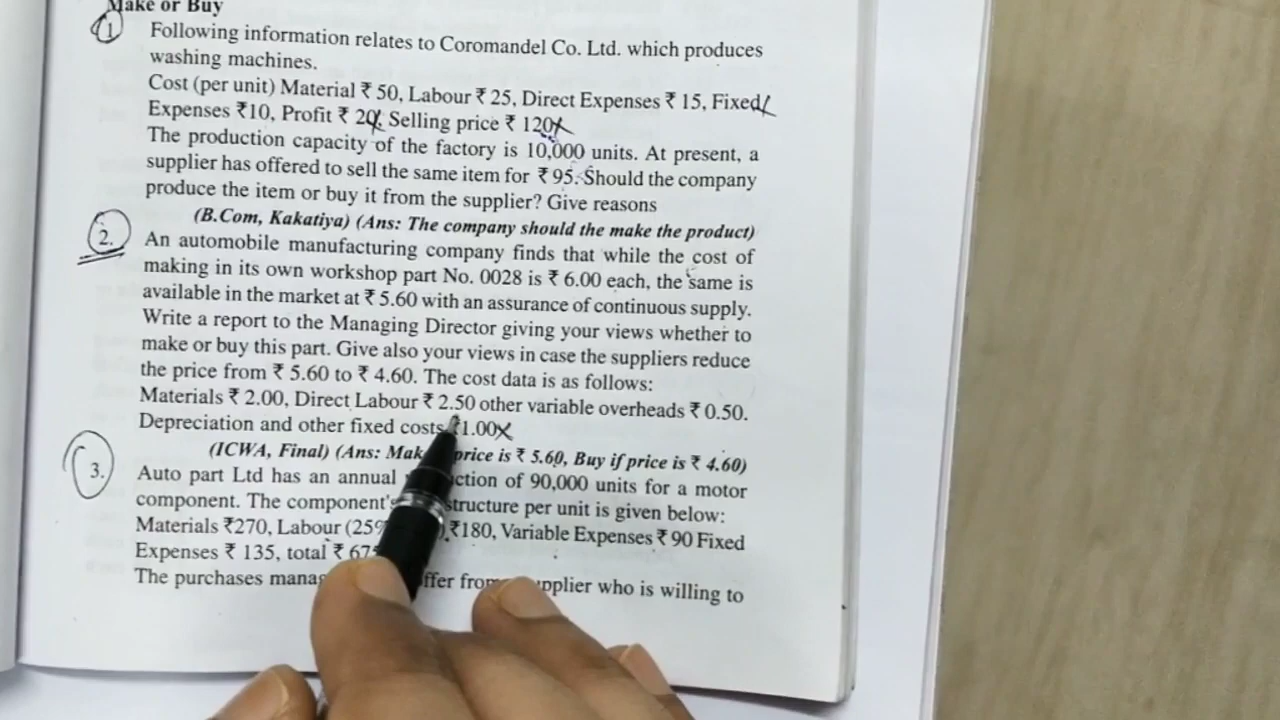 Make or Buy
1 Following information relates to Coromandel Co. Ltd. which produces
washing machines.
Cost (per unit) Material ₹ 50, Labour ₹ 25, Direct Expenses ₹ 15, Fixed
Expenses ₹10, Profit ₹ 20, Selling price ₹ 120
The production capacity of the factory is 10,000 units. At present, a
supplier has offered to sell the same item for ₹ 95. Should the company
produce the item or buy it from the supplier? Give reasons
(B.Com, Kakatiya) (Ans: The company should the make the product)
2. An automobile manufacturing company finds that while the cost of
making in its own workshop part No. 0028 is ₹ 6.00 each, the same is
available in the market at ₹ 5.60 with an assurance of continuous supply.
Write a report to the Managing Director giving your views whether to
make or buy this part. Give also your views in case the suppliers reduce
the price from ₹ 5.60 to ₹ 4.60. The cost data is as follows:
Materials ₹ 2.00, Direct Labour ₹ 2.50 other variable overheads ₹ 0.50.
Depreciation and other fixed costs ₹1.00
(ICWA, Final) (Ans: Mak price is ₹ 5.60, Buy if price is ₹ 4.60)
3. Auto part Ltd has an annual uction of 90,000 units for a motor
component. The component's structure per unit is given below:
Materials ₹270, Labour (25% ₹180, Variable Expenses ₹ 90 Fixed
Expenses ₹ 135, total ₹ 675
The purchases manag ffer from upplier who is willing to